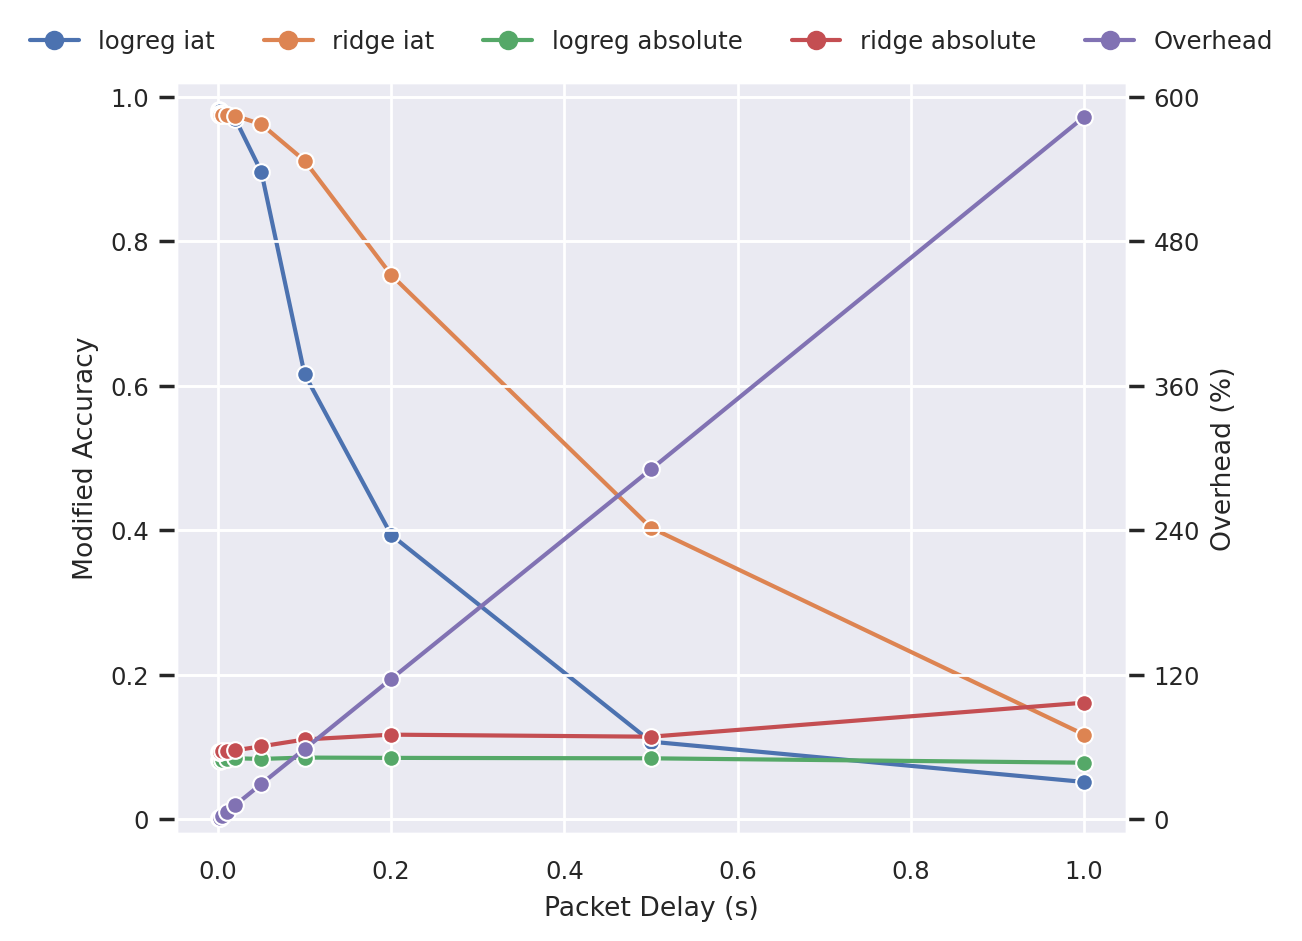 logreg iat
ridge iat
logreg absolute
ridge absolute
Overhead
1.0
0.8
0.6
0.4
0.2
0
Modified Accuracy
600
480
360
240
120
0
Overhead (%)
0.0
0.2
0.4
0.6
0.8
1.0
Packet Delay (s)